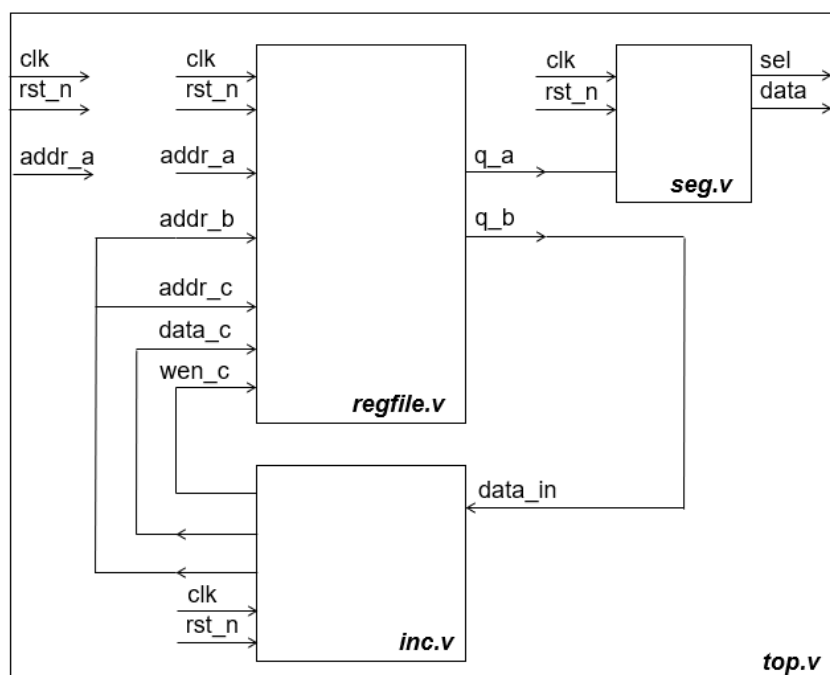 clk
rst_n
addr_a
clk
rst_n
addr_a
addr_b
addr_c
data_c
wen_c
regfile.v
q_a
q_b
clk
rst_n
seg.v
sel
data
data_in
clk
rst_n
inc.v
top.v